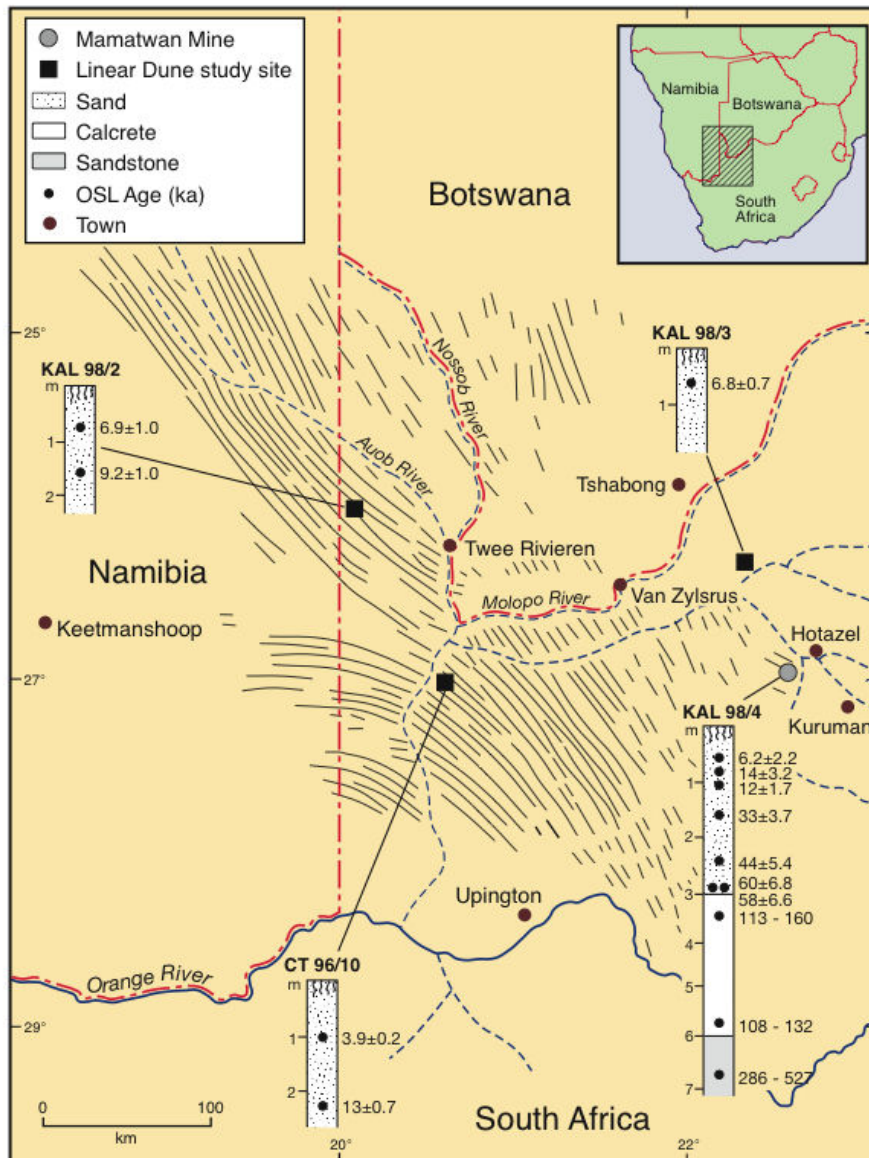 Mamatwan Mine
Linear Dune study site
Sand
Calcrete
Sandstone
OSL Age (ka)
Town
Namibia
Botswana
South
Africa
Botswana
25°
KAL 98/2
m
1
2
6.9±1.0
9.2±1.0
Nossob River
Auob River
KAL 98/3
m
1
6.8±0.7
Tshabong
Twee Rivieren
Namibia
Molopo River
Van Zylsrus
Keetmanshoop
Hotazel
27°
Kuruman
KAL 98/4
m
1
2
3
4
5
6
7
6.2±2.2
14±3.2
12±1.7
33±3.7
44±5.4
60±6.8
58±6.6
113 - 160
108 - 132
286 - 527
Upington
Orange River
CT 96/10
m
1
2
3.9±0.2
13±0.7
29°
0
100
km
South Africa
20°
22°